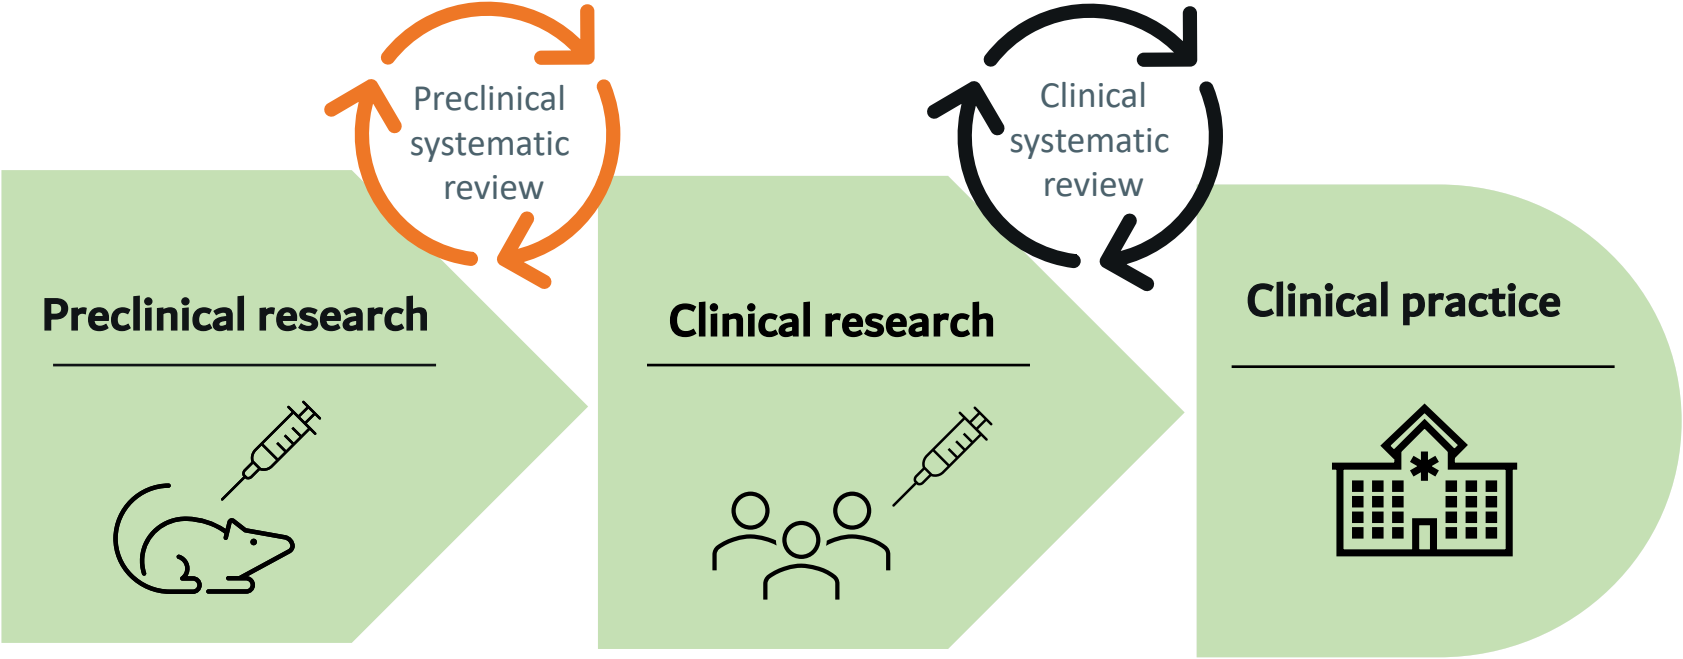 Preclinical
systematic
review
Clinical
systematic
review
Preclinical research
Clinical research
Clinical practice